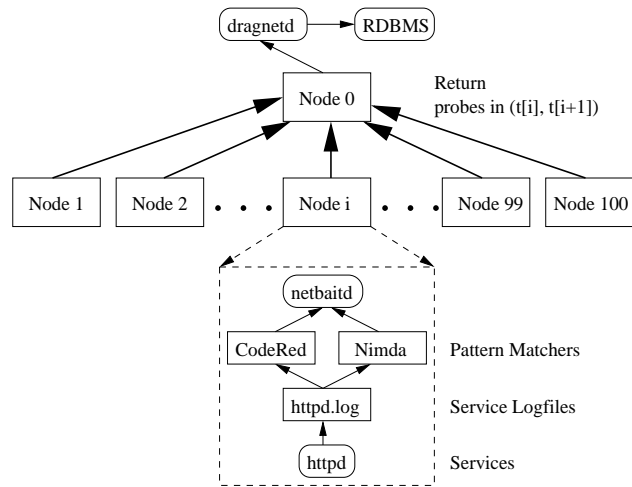 dragnetd
RDBMS
Node 0
Return
probes in (t[i], t[i+1])
Node 1
Node 2
. . .
Node i
. . .
Node 99
Node 100
netbaitd
CodeRed
Nimda
Pattern Matchers
httpd.log
Service Logfiles
httpd
Services